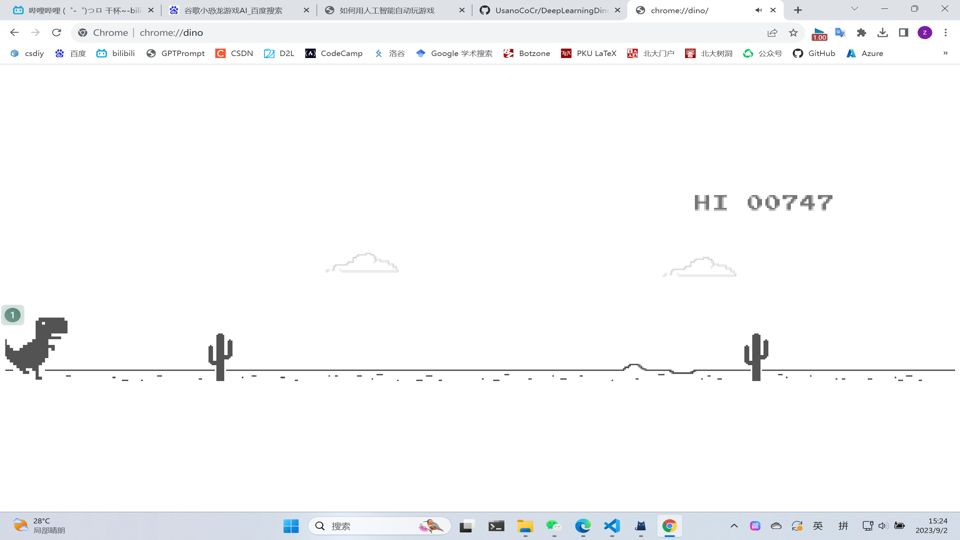 哔哩哔哩 (゜-゜)つロ 干杯~-bili
谷歌小恐龙游戏AI_百度搜索
如何用人工智能自动玩游戏
UsanoCoCr/DeepLearningDin
chrome://dino/
Chrome | chrome://dino
1.00
z
csdiy
百度
bilibili
GPTPrompt
CSDN
D2L
CodeCamp
洛谷
Google 学术搜索
Botzone
PKU LaTeX
北大门户
北大树洞
公众号
GitHub
Azure
»
HI 00747
1
28°C
局部晴朗
搜索
英
拼
15:24
2023/9/2